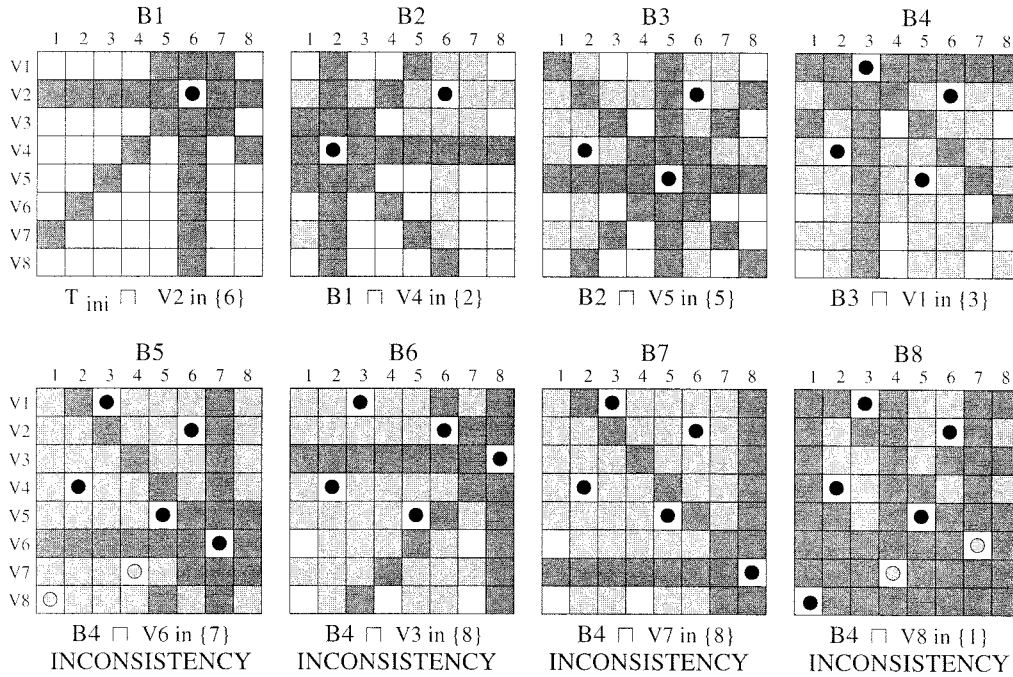 B1 B2 B3 B4
1 2 3 4 5 6 7 8 1 2 3 4 5 6 7 8 1 2 3 4 5 6 7 8 1 2 3 4 5 6 7 8
V1
V2
V3
V4
V5
V6
V7
V8
T ini ⊓ V2 in {6} B1 ⊓ V4 in {2} B2 ⊓ V5 in {5} B3 ⊓ V1 in {3}
B5 B6 B7 B8
1 2 3 4 5 6 7 8 1 2 3 4 5 6 7 8 1 2 3 4 5 6 7 8 1 2 3 4 5 6 7 8
V1
V2
V3
V4
V5
V6
V7
V8
B4 ⊓ V6 in {7} B4 ⊓ V3 in {8} B4 ⊓ V7 in {8} B4 ⊓ V8 in {1}
INCONSISTENCY INCONSISTENCY INCONSISTENCY